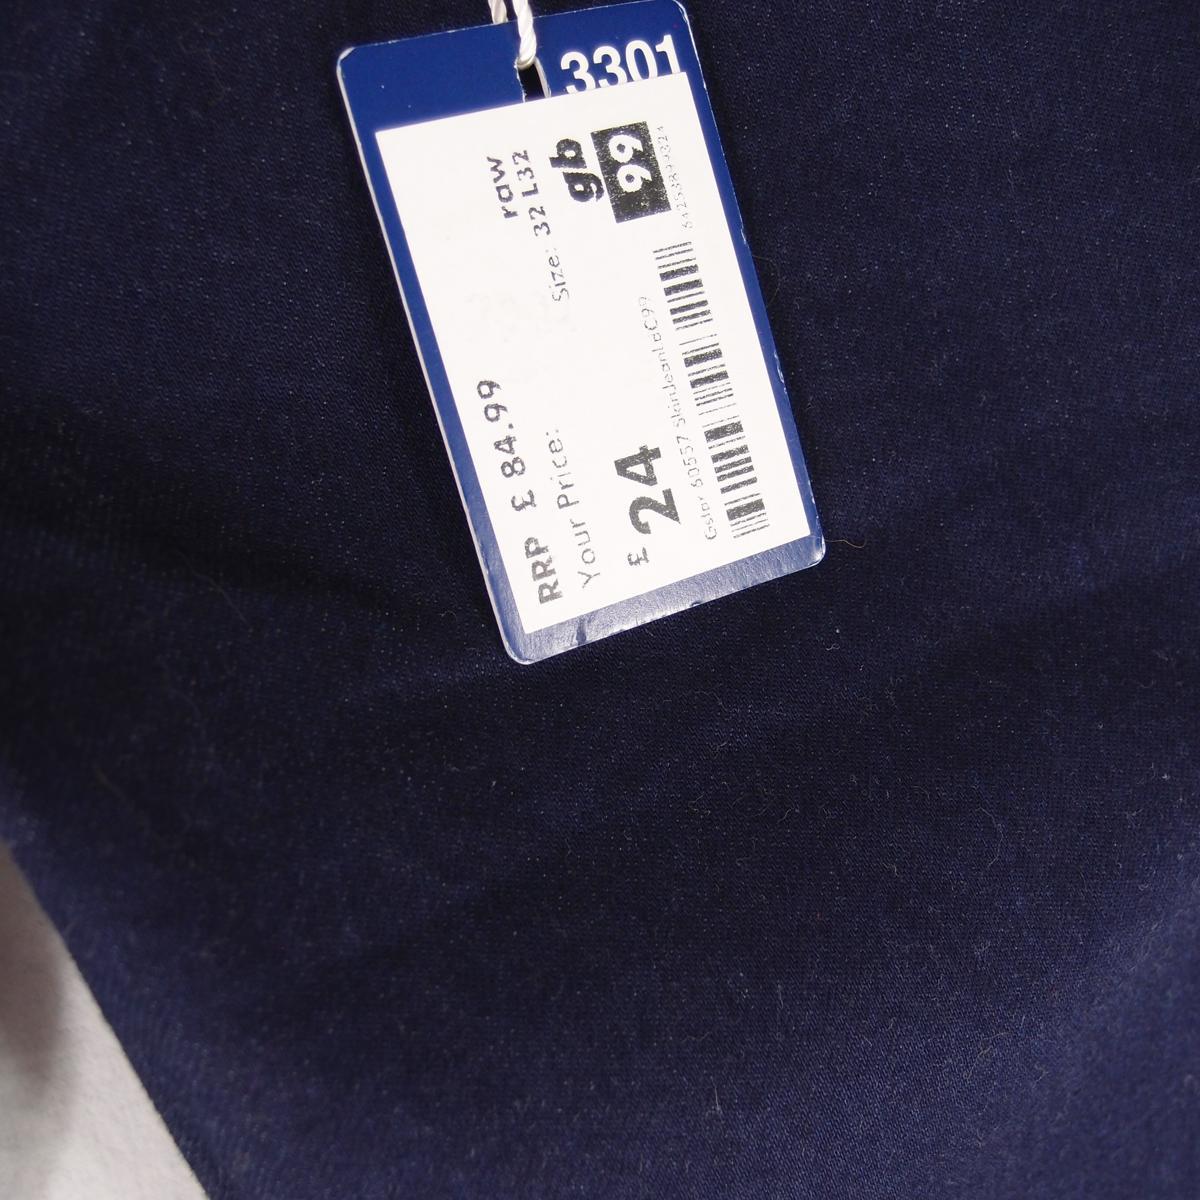 3301
raw
Size: 32 L32
gb
99
RRP £ 84.99
Your Price:
£ 24